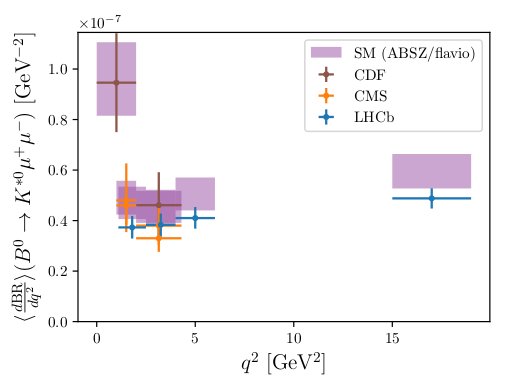 ×10⁻⁷
SM (ABSZ/flavio)
CDF
CMS
LHCb
1.0
0.8
0.6
0.4
0.2
0.0
0
5
10
15
q² [GeV²]
⟨dBR/dq²⟩(B⁰ → K*⁰μ⁺μ⁻) [GeV⁻²]